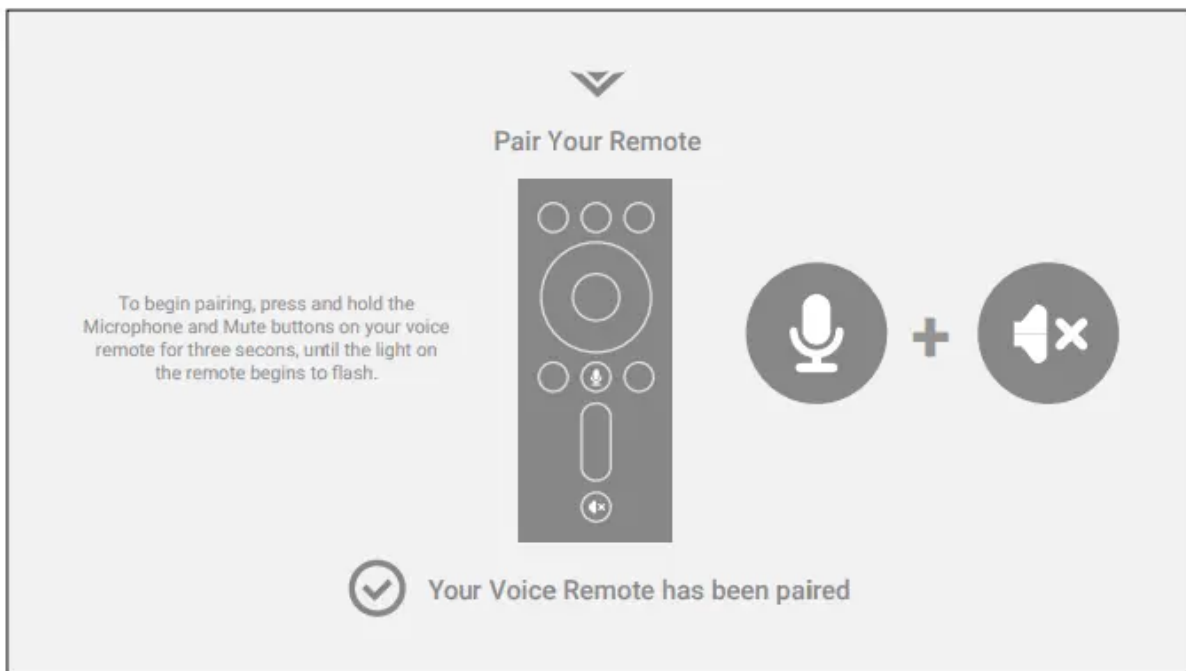 Pair Your Remote
To begin pairing, press and hold the
Microphone and Mute buttons on your voice
remote for three secons, until the light on
the remote begins to flash.
Your Voice Remote has been paired